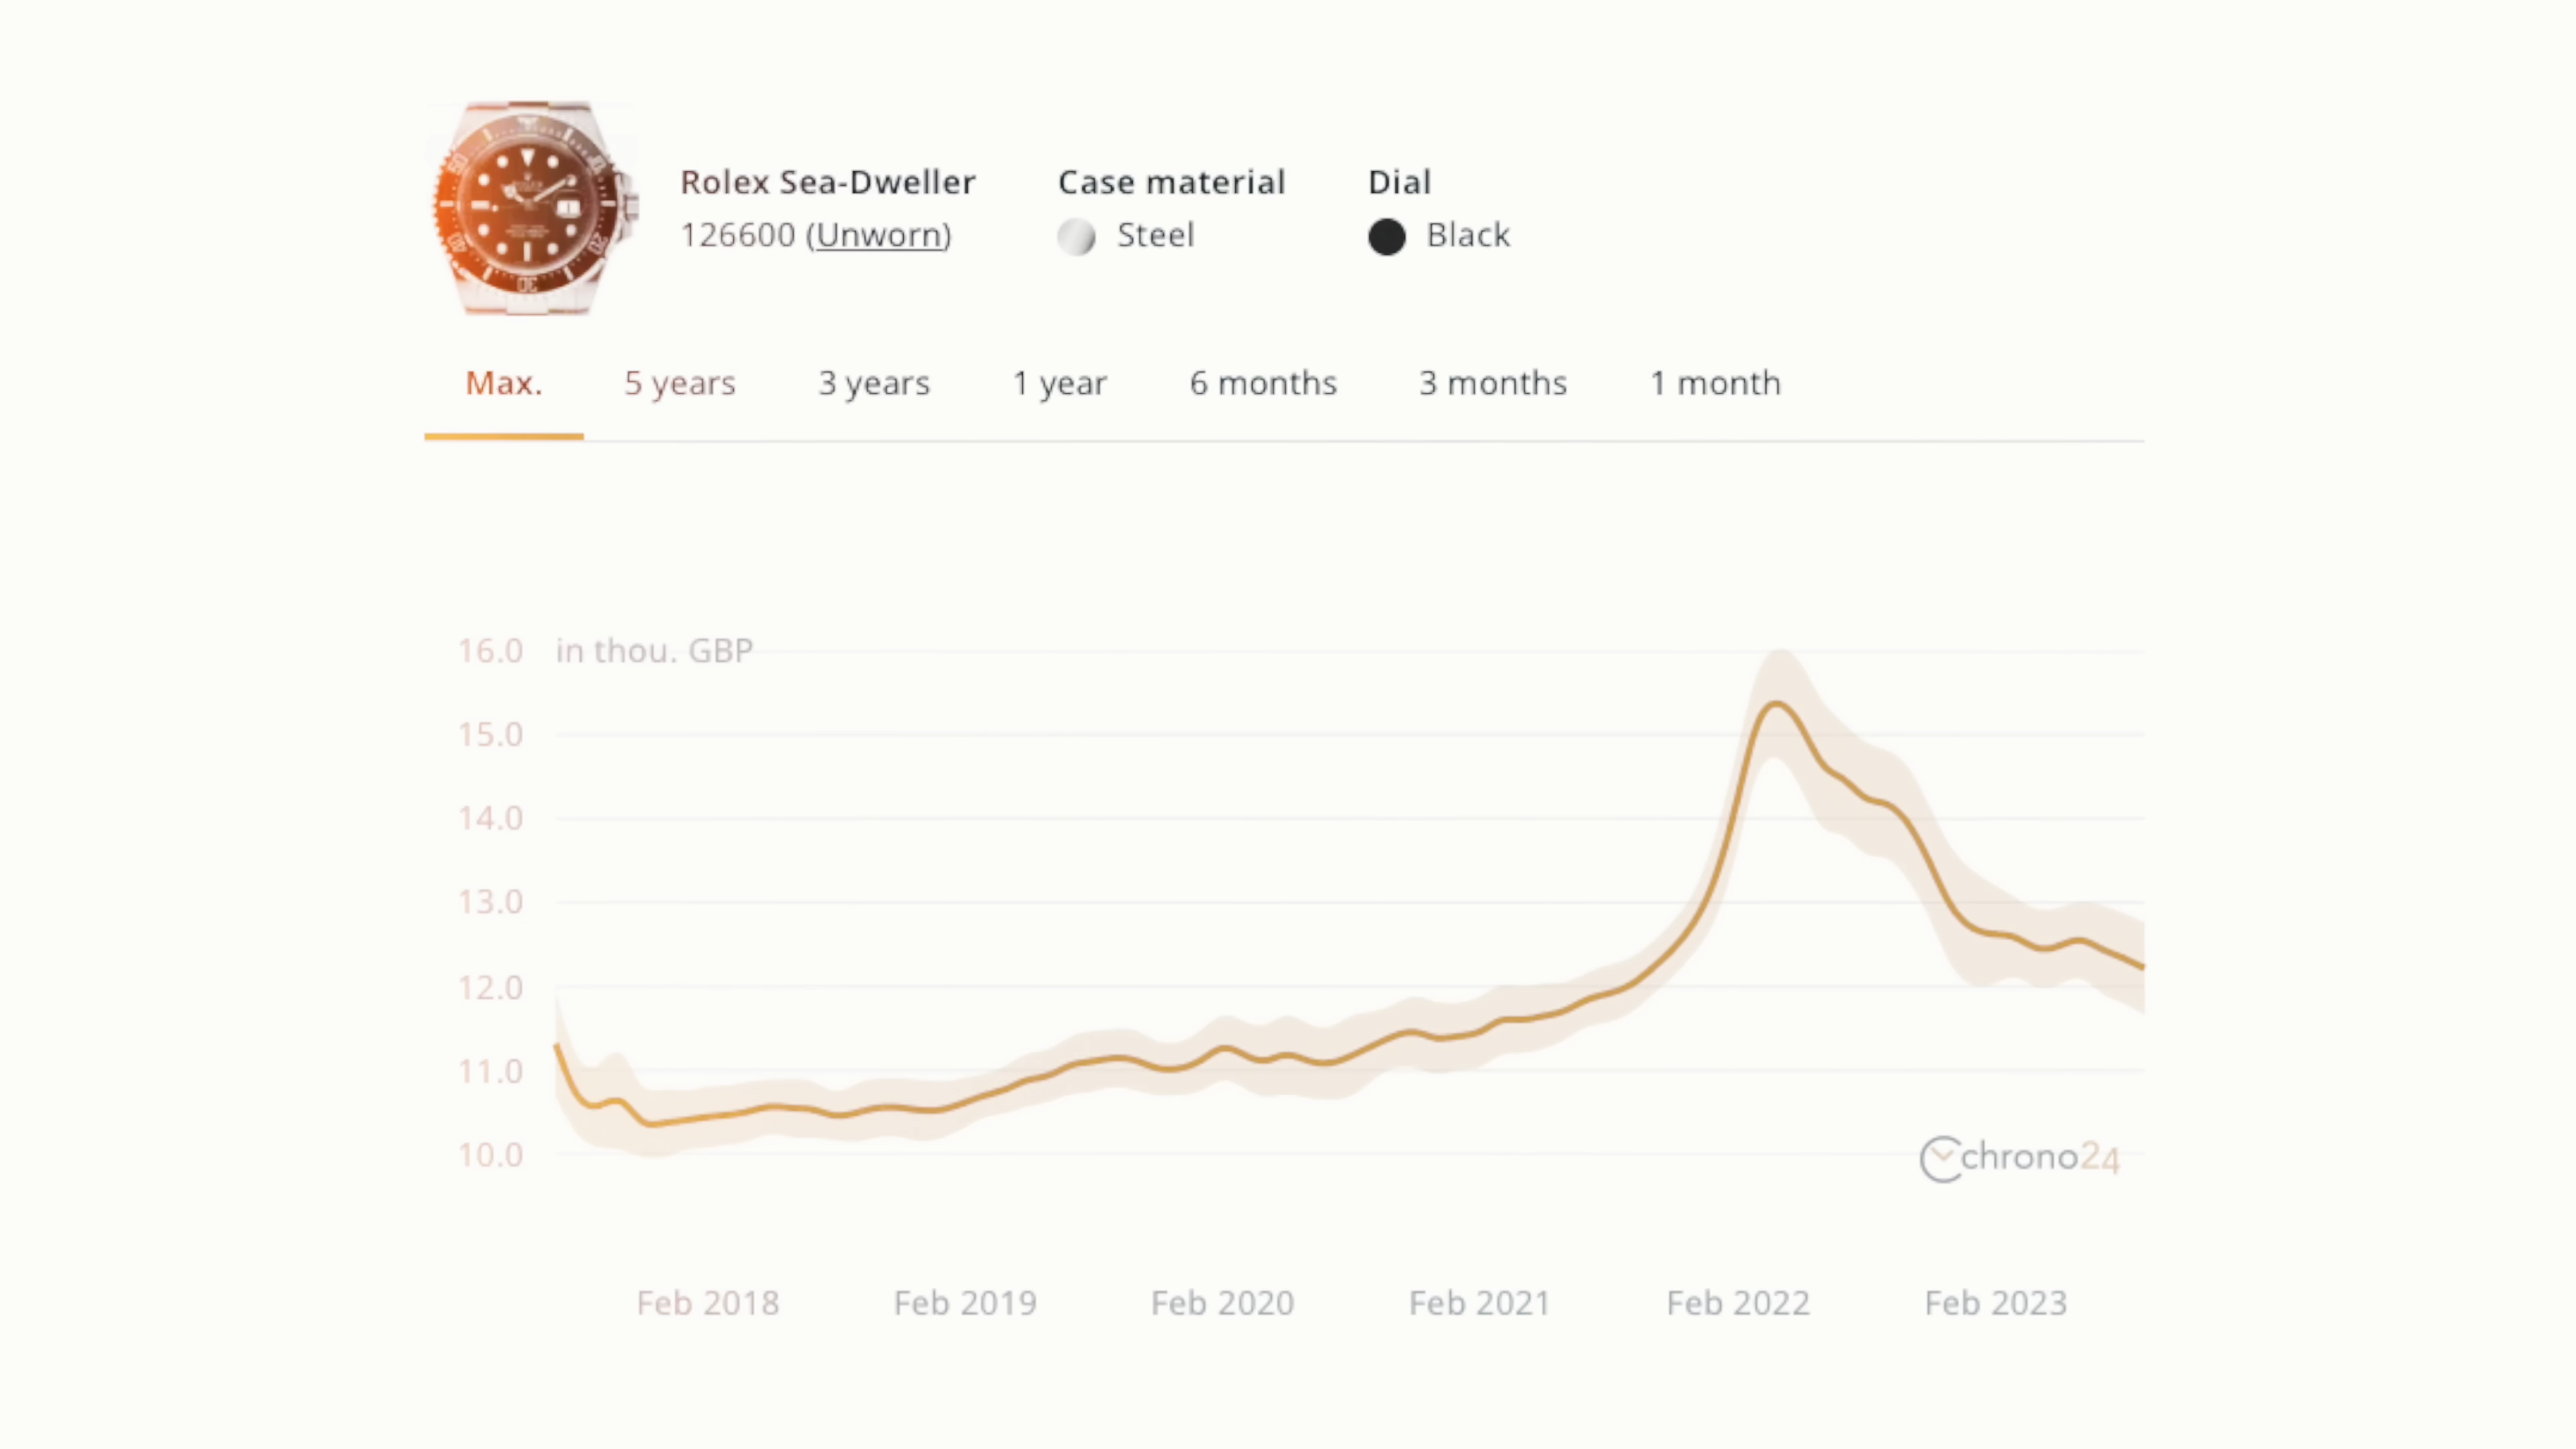 Rolex Sea-Dweller
126600 (Unworn)
Case material
Steel
Dial
Black
Max. 5 years 3 years 1 year 6 months 3 months 1 month
16.0 in thou. GBP
15.0
14.0
13.0
12.0
11.0
10.0
chrono24
Feb 2018 Feb 2019 Feb 2020 Feb 2021 Feb 2022 Feb 2023